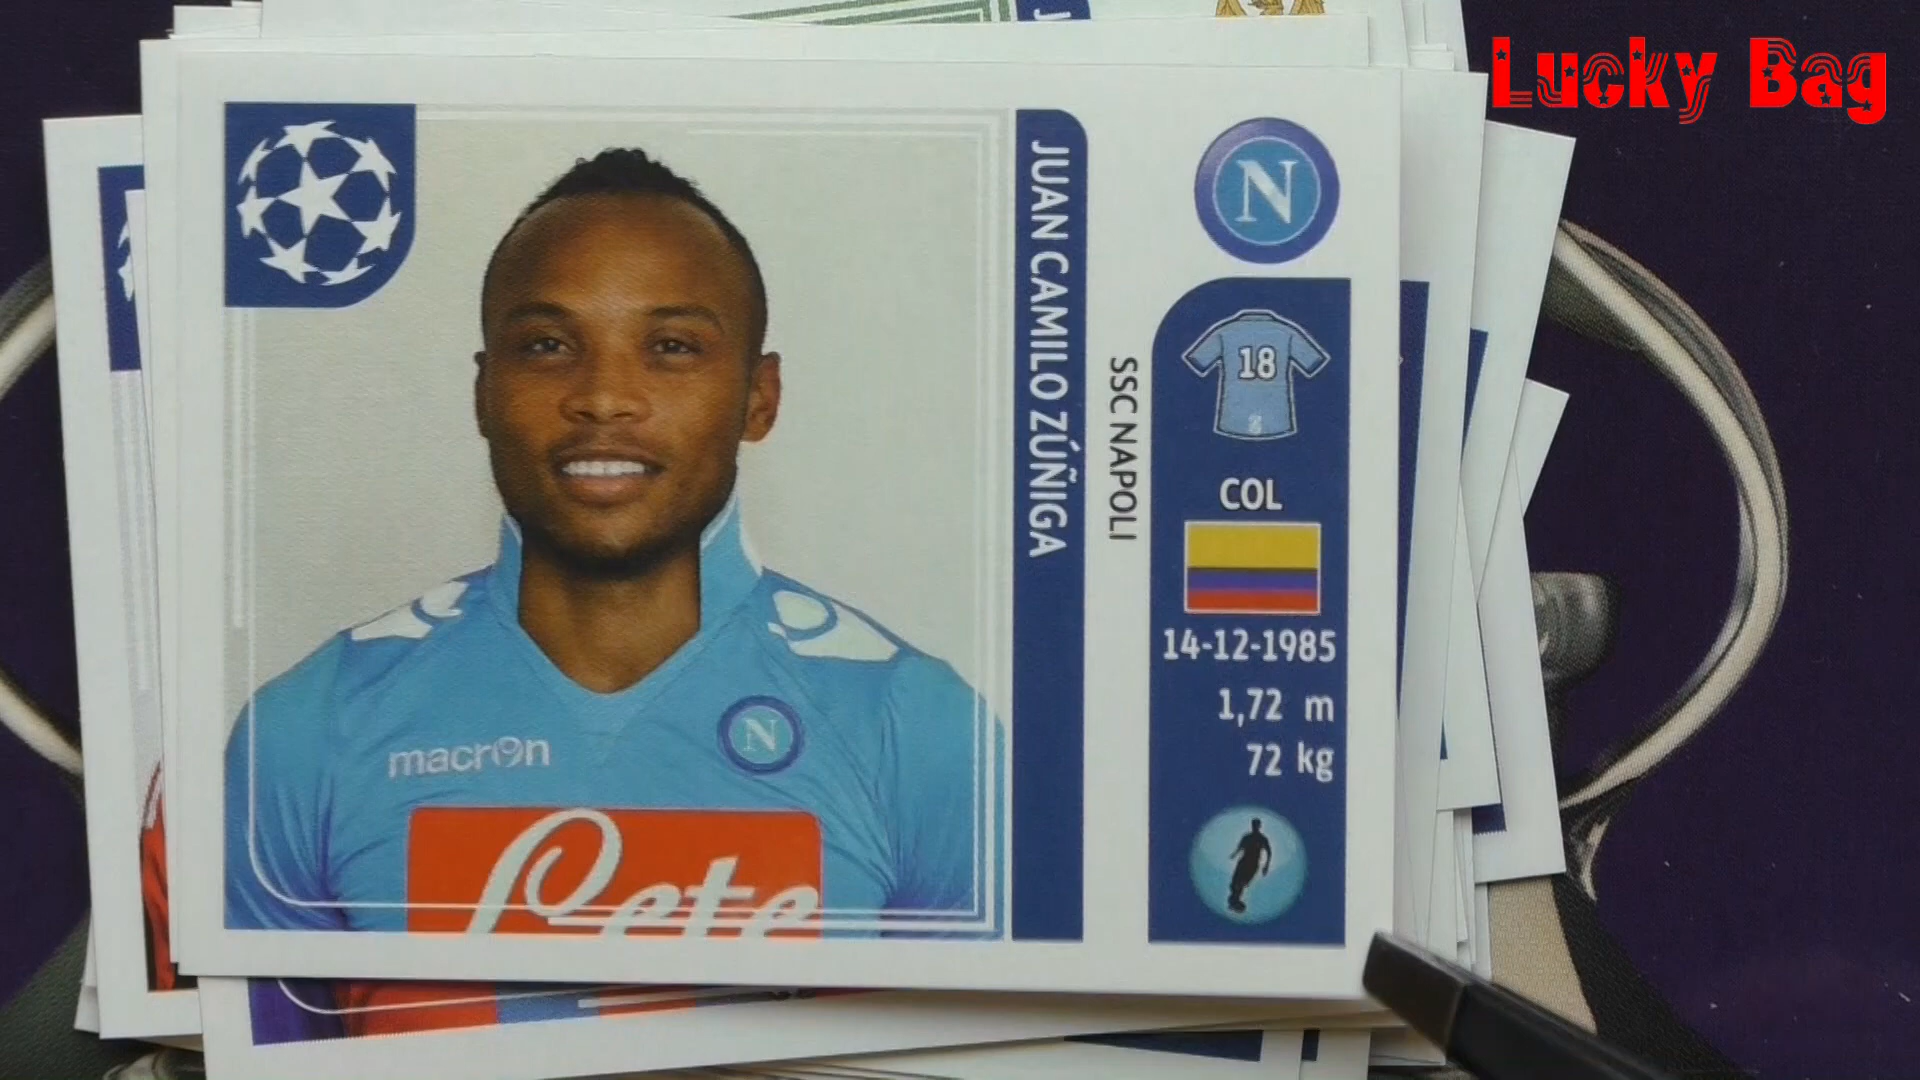 Lucky Bag
JUAN CAMILO ZÚÑIGA
SSC NAPOLI
N
18
COL
14-12-1985
1,72 m
72 kg
macron
N
Lete